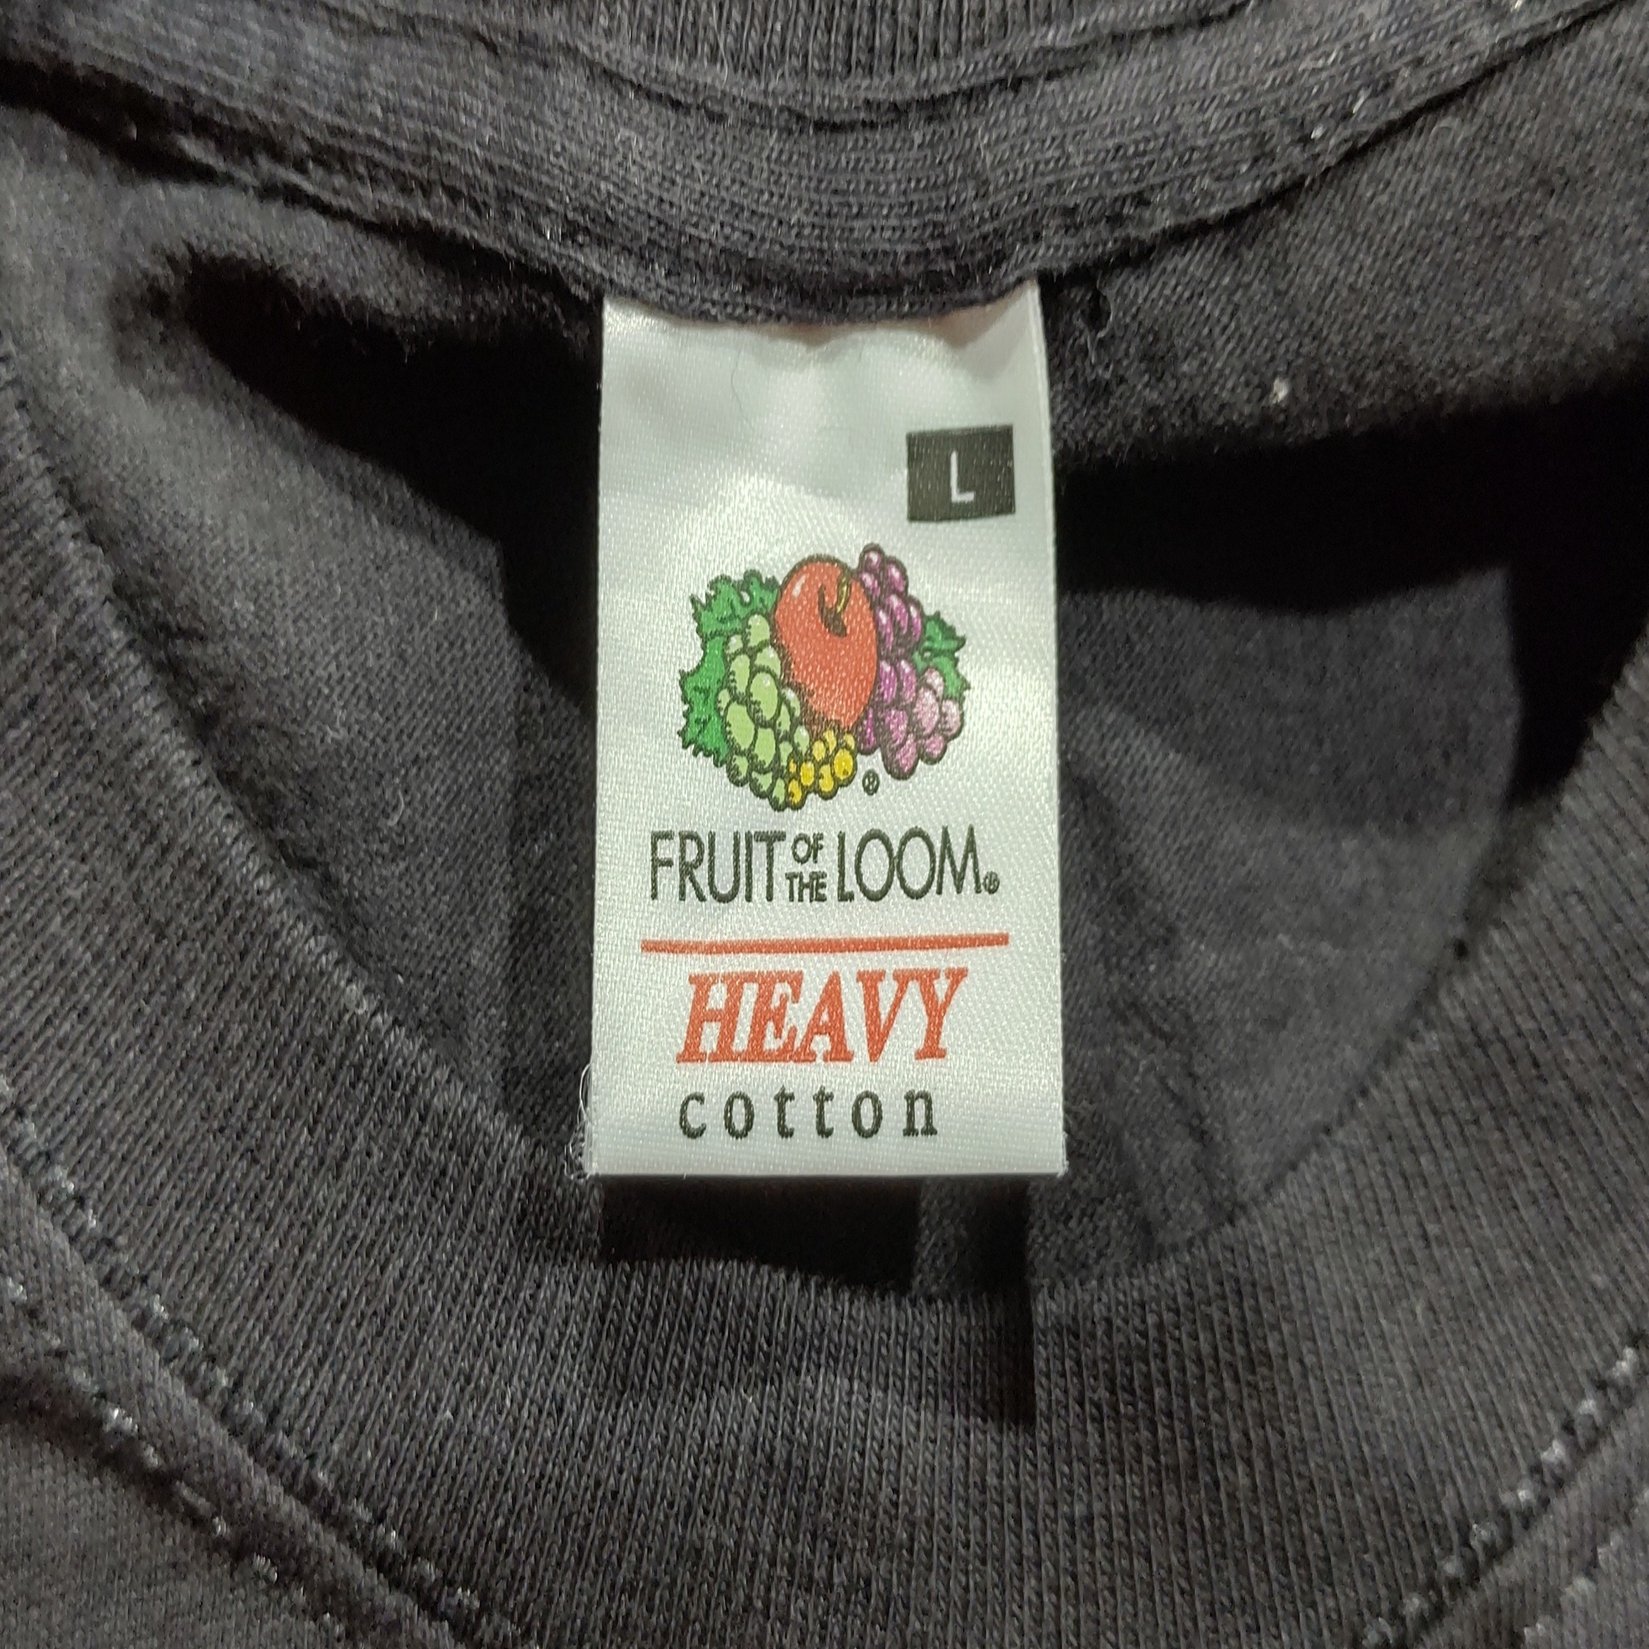 L
®
FRUIT OF THE LOOM®
HEAVY
cotton